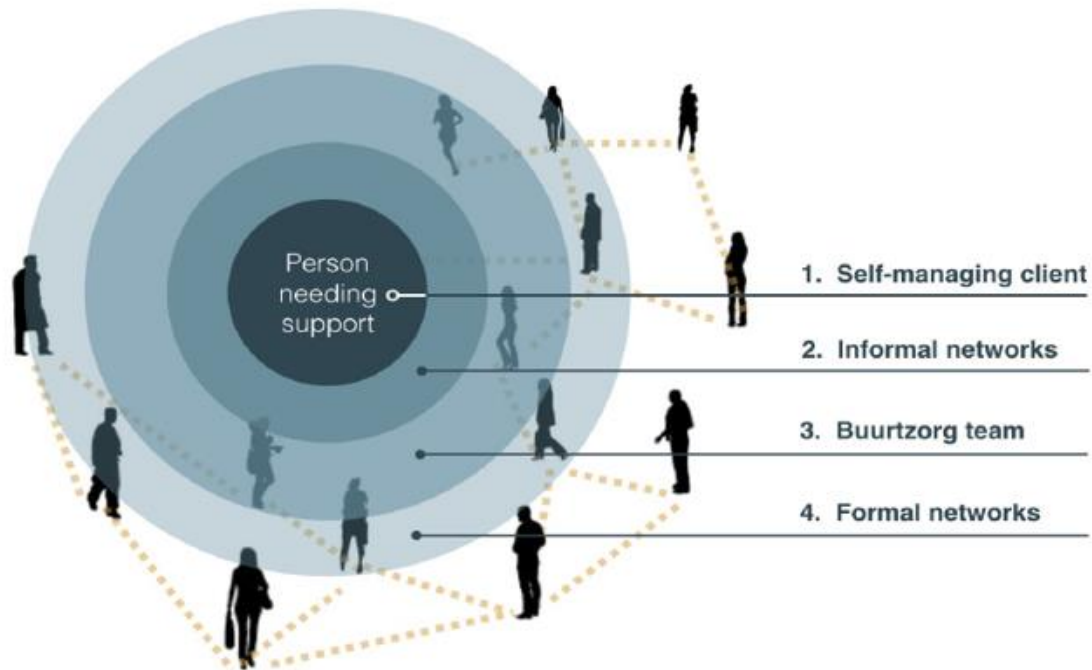 Person
needing
support
1. Self-managing client
2. Informal networks
3. Buurtzorg team
4. Formal networks